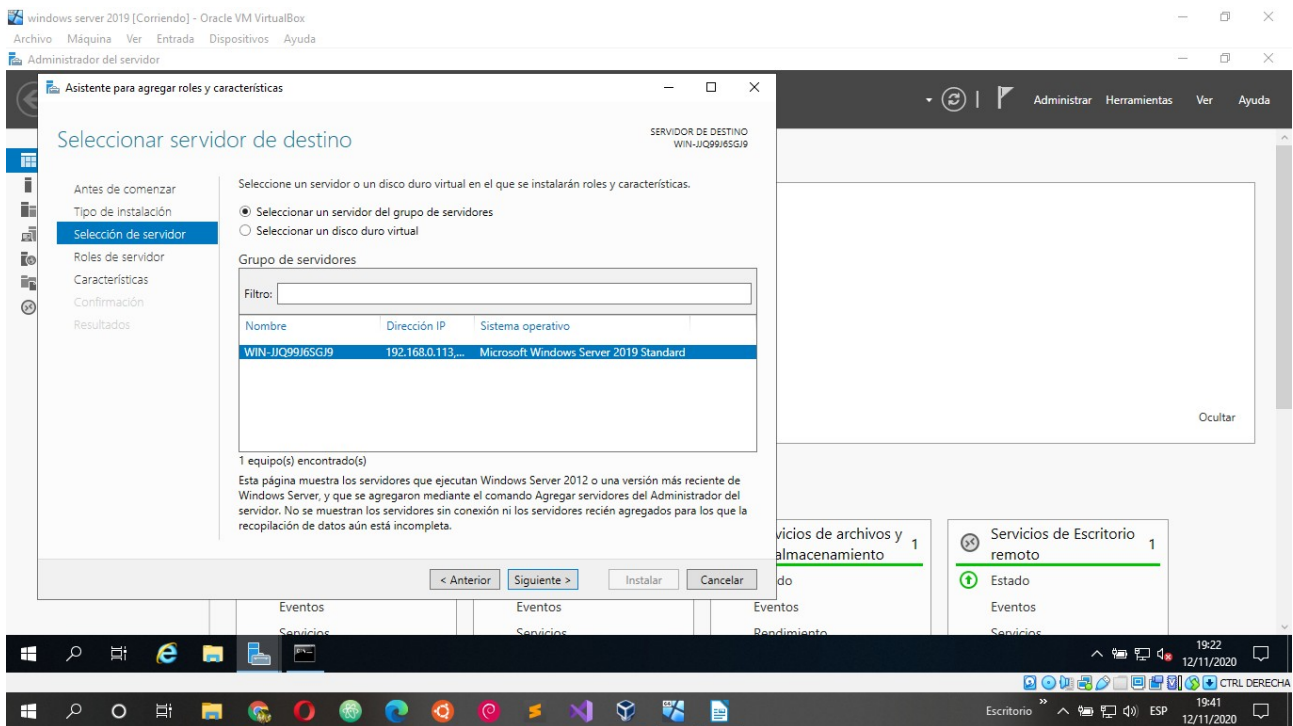 windows server 2019 [Corriendo] - Oracle VM VirtualBox
Archivo Máquina Ver Entrada Dispositivos Ayuda
Administrador del servidor
Administrar Herramientas Ver Ayuda
Asistente para agregar roles y características
Seleccionar servidor de destino
SERVIDOR DE DESTINO
WIN-JJQ99J6SGJ9
Antes de comenzar
Tipo de instalación
Selección de servidor
Roles de servidor
Características
Confirmación
Resultados
Seleccione un servidor o un disco duro virtual en el que se instalarán roles y características.
Seleccionar un servidor del grupo de servidores
Seleccionar un disco duro virtual
Grupo de servidores
Filtro:
Nombre Dirección IP Sistema operativo
WIN-JJQ99J6SGJ9 192.168.0.113,... Microsoft Windows Server 2019 Standard
1 equipo(s) encontrado(s)
Esta página muestra los servidores que ejecutan Windows Server 2012 o una versión más reciente de
Windows Server, y que se agregaron mediante el comando Agregar servidores del Administrador del
servidor. No se muestran los servidores sin conexión ni los servidores recién agregados para los que la
recopilación de datos aún está incompleta.
< Anterior Siguiente > Instalar Cancelar
Ocultar
vicios de archivos y 1
almacenamiento
do
Servicios de Escritorio 1
remoto
Estado
Eventos Eventos Eventos Eventos
Servicios Servicios Rendimiento Servicios
19:22
12/11/2020
CTRL DERECHA
Escritorio » ESP
19:41
12/11/2020